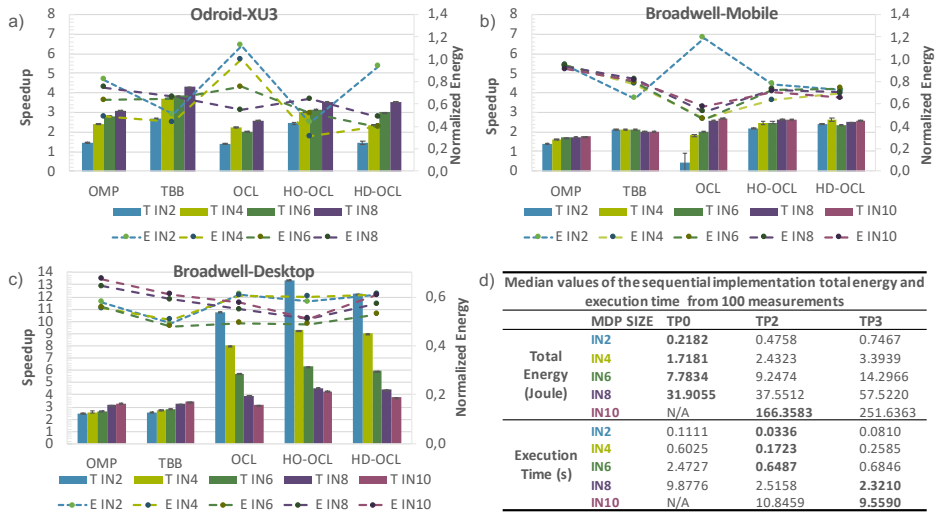 a)
Odroid-XU3
8
7
6
5
4
3
2
1
0
Speedup
1,4
1,2
1,0
0,8
0,6
0,4
0,2
0,0
Normalized Energy
OMP TBB OCL HO-OCL HD-OCL
T IN2 T IN4 T IN6 T IN8
E IN2 E IN4 E IN6 E IN8
b)
Broadwell-Mobile
8
7
6
5
4
3
2
1
0
Speedup
1,4
1,2
1,0
0,8
0,6
0,4
0,2
0,0
Normalized Energy
OMP TBB OCL HO-OCL HD-OCL
T IN2 T IN4 T IN6 T IN8 T IN10
E IN2 E IN4 E IN6 E IN8 E IN10
c)
Broadwell-Desktop
14
13
12
11
10
9
8
7
6
5
4
3
2
1
0
Speedup
0,6
0,4
0,2
0,0
Normalized Energy
OMP TBB OCL HO-OCL HD-OCL
T IN2 T IN4 T IN6 T IN8 T IN10
E IN2 E IN4 E IN6 E IN8 E IN10
d)
Median values of the sequential implementation total energy and
execution time from 100 measurements
MDP SIZE TP0 TP2 TP3
Total Energy (Joule)
IN2 0.2182 0.4758 0.7467
IN4 1.7181 2.4323 3.3939
IN6 7.7834 9.2474 14.2966
IN8 31.9055 37.5512 57.5220
IN10 N/A 166.3583 251.6363
Execution Time (s)
IN2 0.1111 0.0336 0.0810
IN4 0.6025 0.1723 0.2585
IN6 2.4727 0.6487 0.6846
IN8 9.8776 2.5158 2.3210
IN10 N/A 10.8459 9.5590